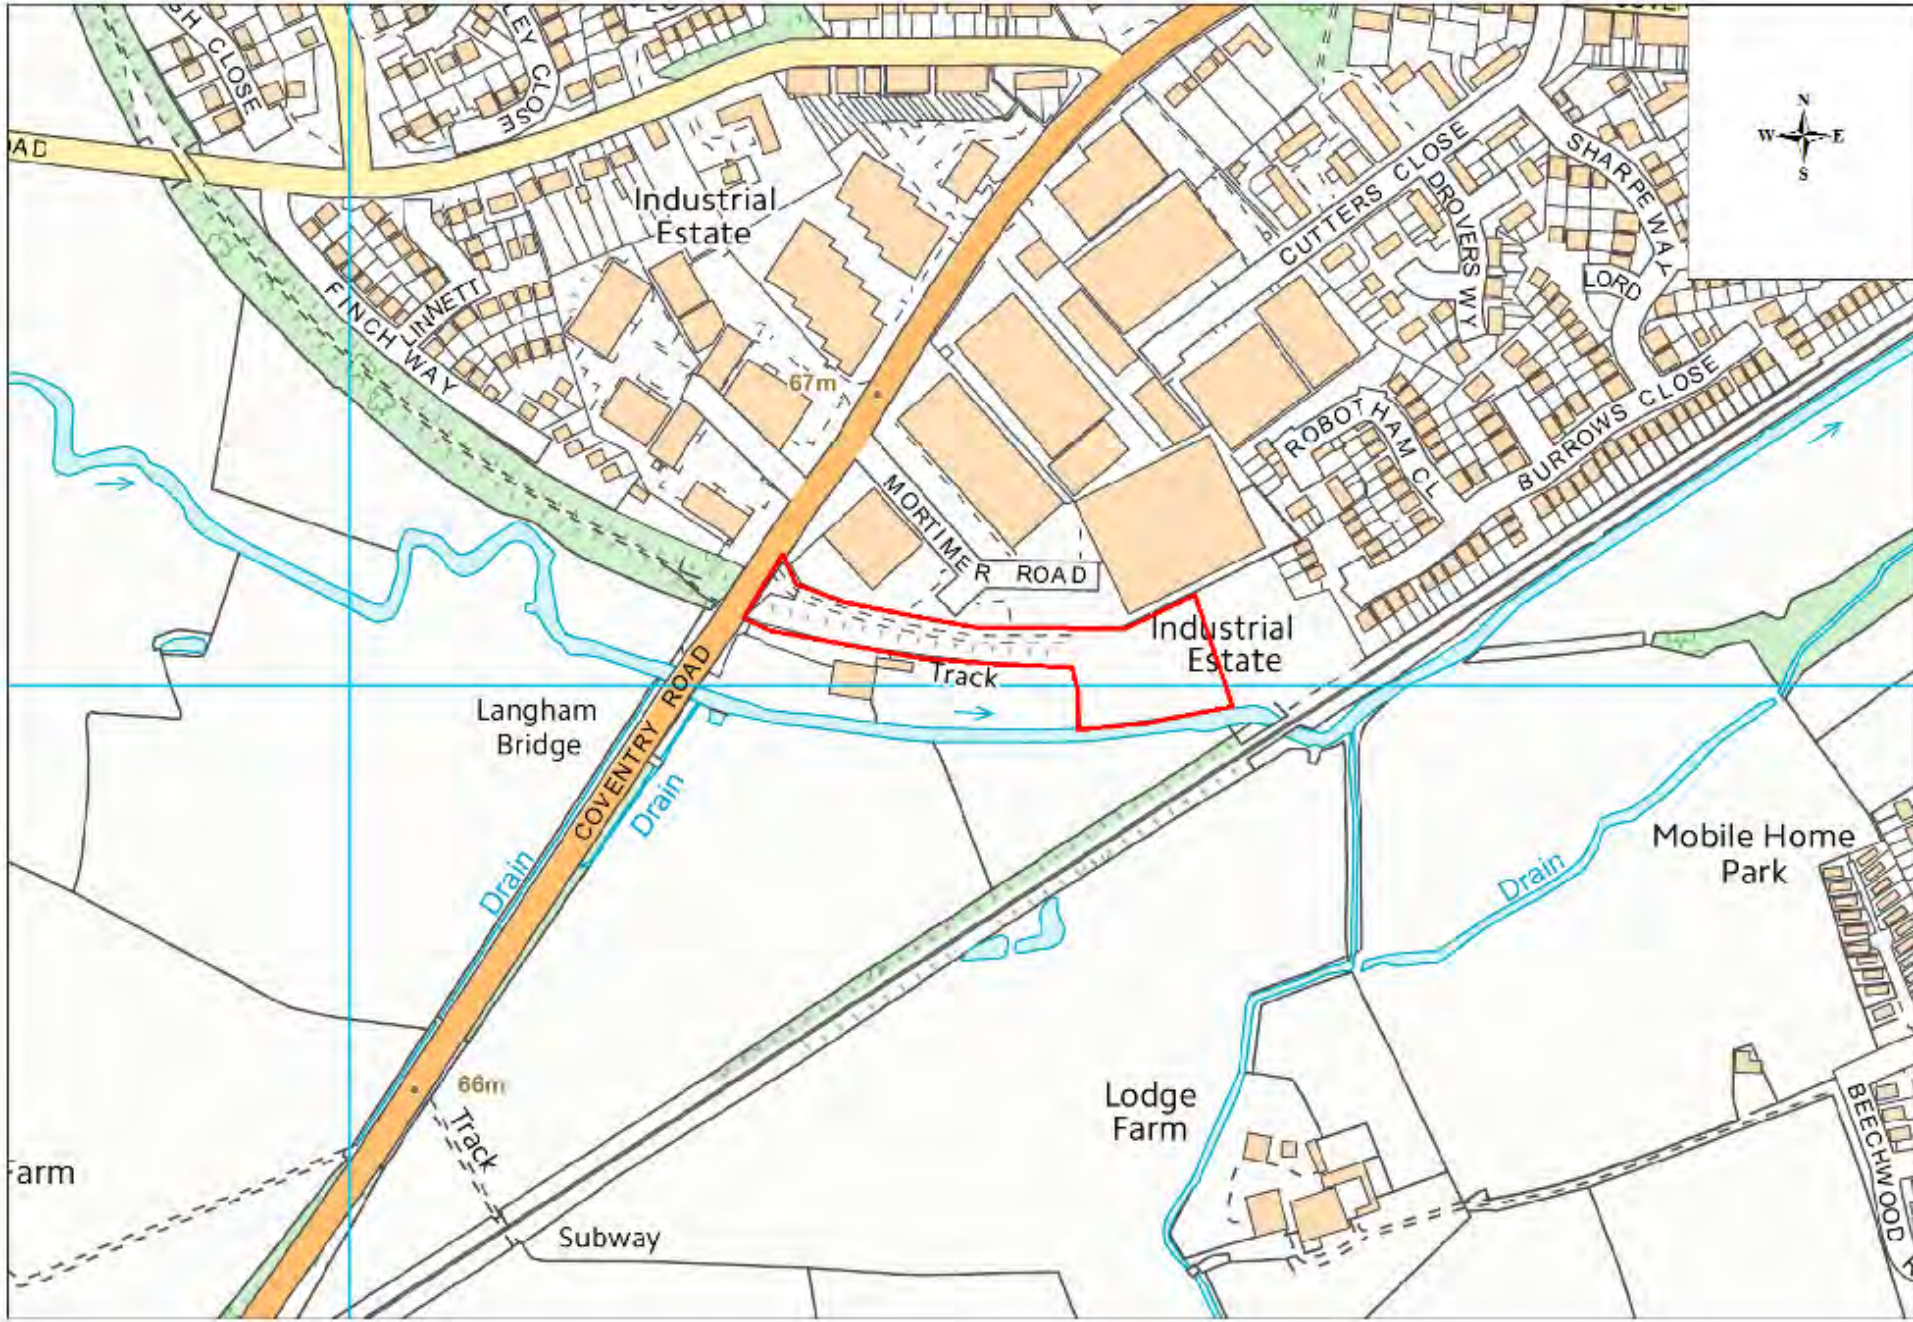 CLOSE
LEY CLOSE
OAD
N
W E
S
Industrial
Estate
CUTTERS CLOSE
SHARPE WAY
DROVERS WY
LORD
LINNETT
FINCH WAY
67m
ROBOTHAM CL
BURROWS CLOSE
MORTIMER ROAD
Industrial
Estate
Track
Langham
Bridge
COVENTRY ROAD
Drain
Drain
Mobile Home
Park
Drain
66m
Track
Lodge
Farm
BEECHWOOD
Farm
Subway